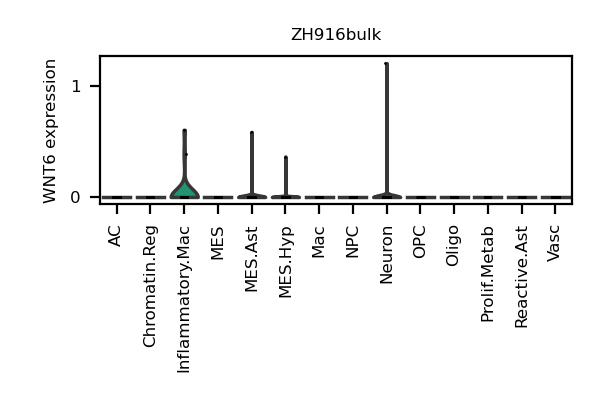 ZH916bulk
WNT6 expression
1
0
AC
Chromatin.Reg
Inflammatory.Mac
MES
MES.Ast
MES.Hyp
Mac
NPC
Neuron
OPC
Oligo
Prolif.Metab
Reactive.Ast
Vasc